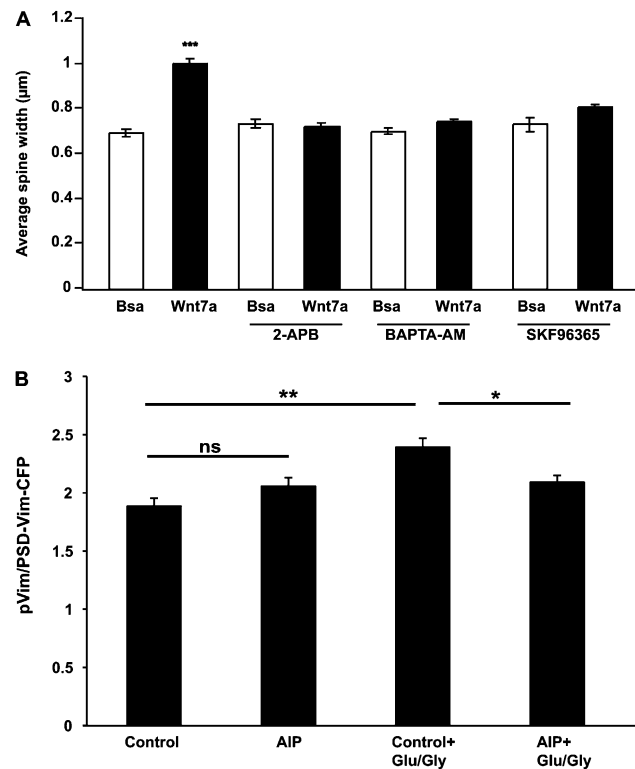 A
Average spine width (µm)
1.2
1
0.8
0.6
0.4
0.2
0
***
Bsa Wnt7a Bsa Wnt7a Bsa Wnt7a Bsa Wnt7a
2-APB BAPTA-AM SKF96365
B
pVim/PSD-Vim-CFP
3
2.5
2
1.5
1
0.5
0
** *
ns
Control AIP Control+ AIP+
Glu/Gly Glu/Gly